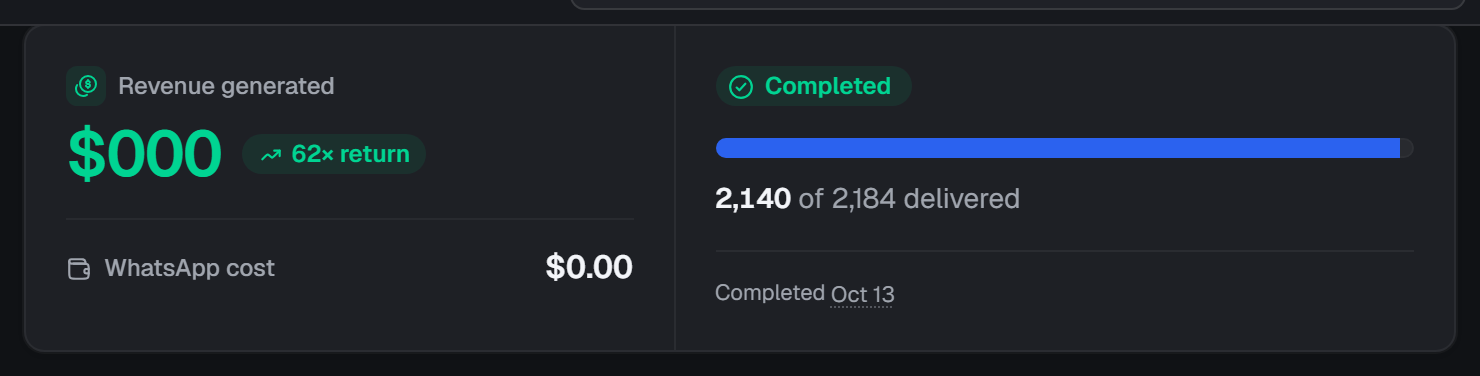 Revenue generated
$000
62× return
WhatsApp cost
$0.00
Completed
2,140 of 2,184 delivered
Completed Oct 13